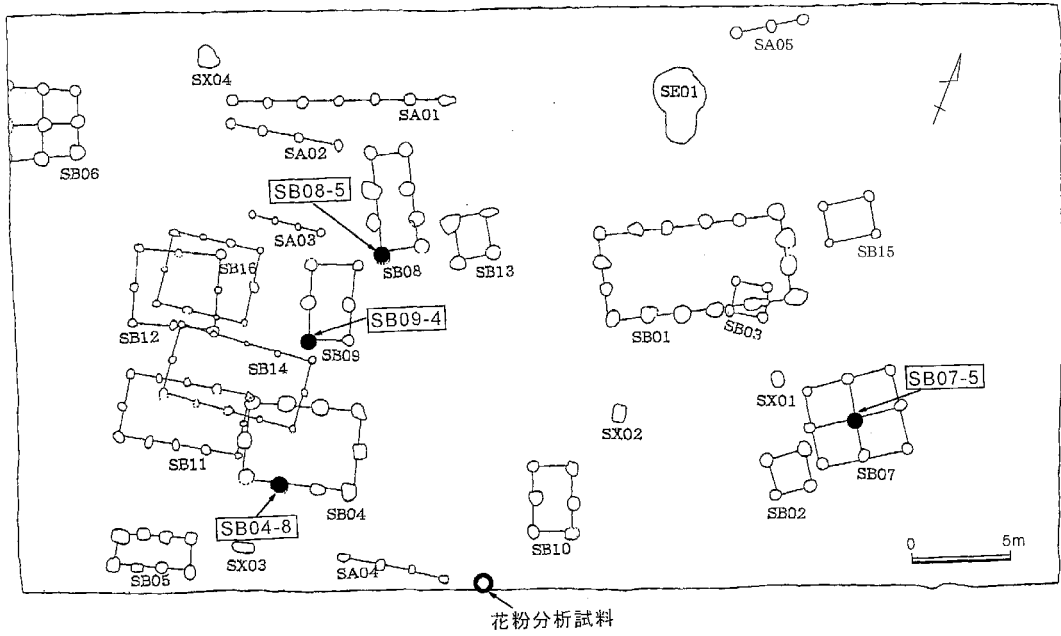 SA05
SX04
SE01
SA01
SA02
SB06
SB08-5
SA03
SB08
SB13
SB15
SB16
SB12
SB09-4
SB09
SB01
SB03
SB14
SB07-5
SX01
SX02
SB11
SB07
SB02
SB04
SB04-8
SB10
SB05
SX03
SA04
0 5m
花粉分析試料